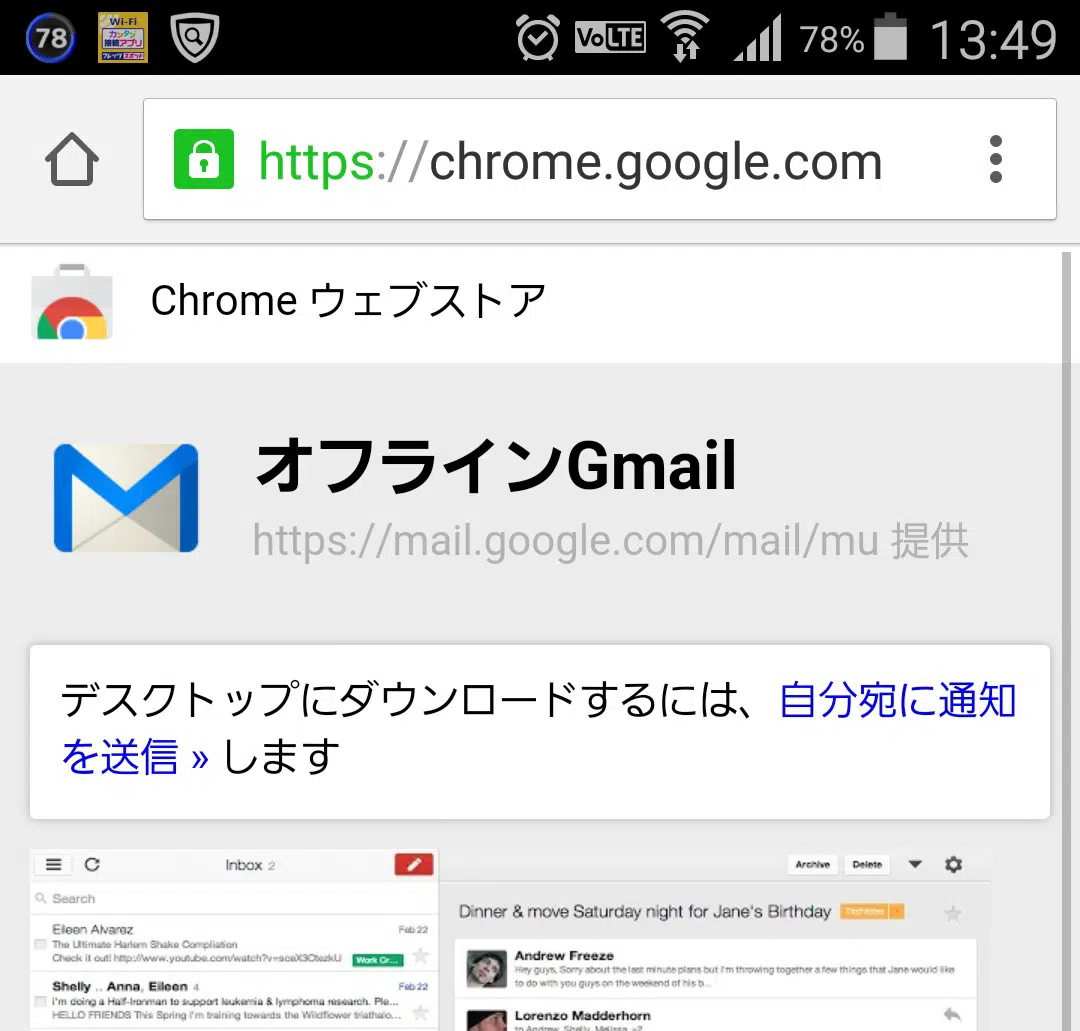 78
Wi-Fi
カンタン
接続アプリ
VoLTE
78%
13:49
https://chrome.google.com
Chrome ウェブストア
オフラインGmail
https://mail.google.com/mail/mu 提供
デスクトップにダウンロードするには、自分宛に通知
を送信 » します
Inbox 2
Archive
Delete
Search
Dinner & move Saturday night for Jane's Birthday
Eileen Alvarez
Feb 22
The Ultimate Harlem Shake Compilation
Check it out! http://www.youtube.com/watch?v=
Work Gr...
Andrew Freeze
Hey guys, Sorry about the last minute plans but I'm throwing together a few things that Jane would like
to do with you guys on the weekend of his b...
Shelly .. Anna, Eileen 4
Feb 22
I'm doing a Half-Ironman to support leukemia & lymphoma research. Ple...
HELLO FRIENDS This Spring I'm training towards the Wildflower triathalo...
Lorenzo Madderhorn
to Andrew, Shelly, Melissa, +2